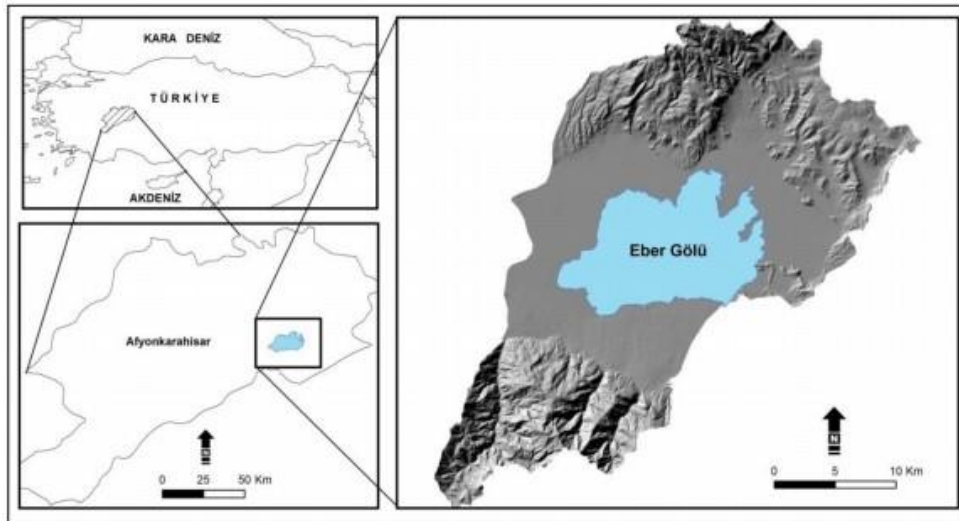 KARA DENİZ
TÜRKİYE
AKDENİZ
Afyonkarahisar
N
0 25 50 Km
Eber Gölü
N
0 5 10 Km